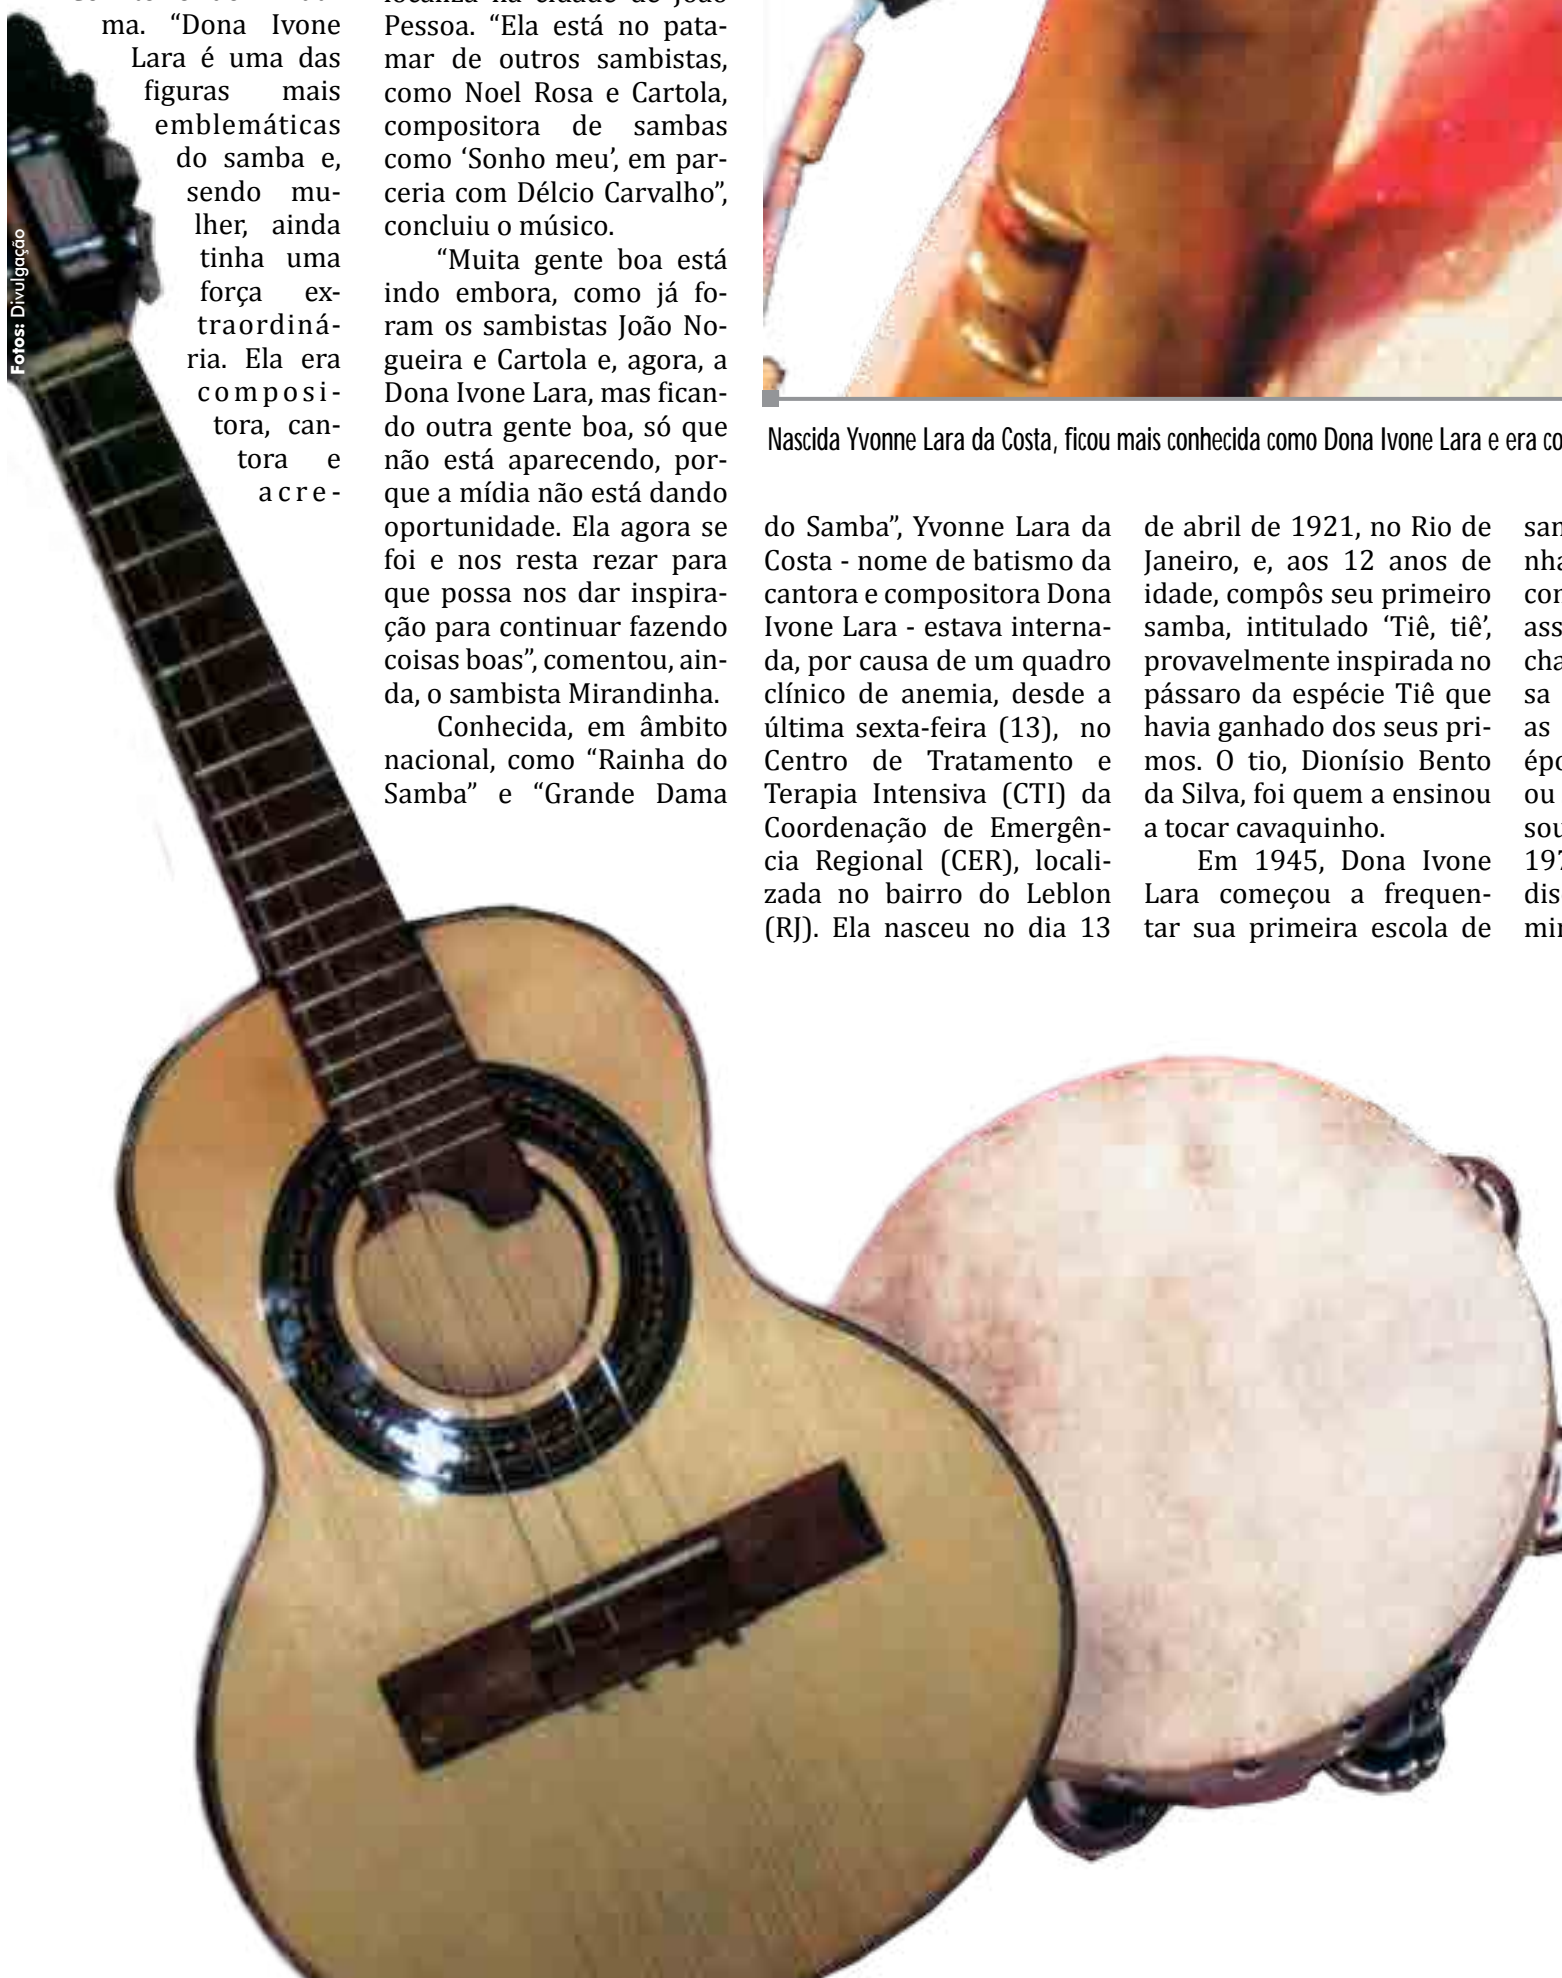 Fotos: Divulgação
ma. “Dona Ivone
Lara é uma das
figuras mais
emblemáticas
do samba e,
sendo mu-
lher, ainda
tinha uma
força ex-
traordiná-
ria. Ela era
composi-
tora, can-
tora e
acre-
Pessoa. “Ela está no pata-
mar de outros sambistas,
como Noel Rosa e Cartola,
compositora de sambas
como ‘Sonho meu’, em par-
ceria com Délcio Carvalho”,
concluiu o músico.
“Muita gente boa está
indo embora, como já fo-
ram os sambistas João No-
gueira e Cartola e, agora, a
Dona Ivone Lara, mas fican-
do outra gente boa, só que
não está aparecendo, por-
que a mídia não está dando
oportunidade. Ela agora se
foi e nos resta rezar para
que possa nos dar inspira-
ção para continuar fazendo
coisas boas”, comentou, ain-
da, o sambista Mirandinha.
Conhecida, em âmbito
nacional, como “Rainha do
Samba” e “Grande Dama
Nascida Yvonne Lara da Costa, ficou mais conhecida como Dona Ivone Lara e era co
do Samba”, Yvonne Lara da
Costa - nome de batismo da
cantora e compositora Dona
Ivone Lara - estava interna-
da, por causa de um quadro
clínico de anemia, desde a
última sexta-feira (13), no
Centro de Tratamento e
Terapia Intensiva (CTI) da
Coordenação de Emergên-
cia Regional (CER), locali-
zada no bairro do Leblon
(RJ). Ela nasceu no dia 13
de abril de 1921, no Rio de
Janeiro, e, aos 12 anos de
idade, compôs seu primeiro
samba, intitulado ‘Tiê, tiê’,
provavelmente inspirada no
pássaro da espécie Tiê que
havia ganhado dos seus pri-
mos. O tio, Dionísio Bento
da Silva, foi quem a ensinou
a tocar cavaquinho.
Em 1945, Dona Ivone
Lara começou a frequen-
tar sua primeira escola de
sa
as
ou